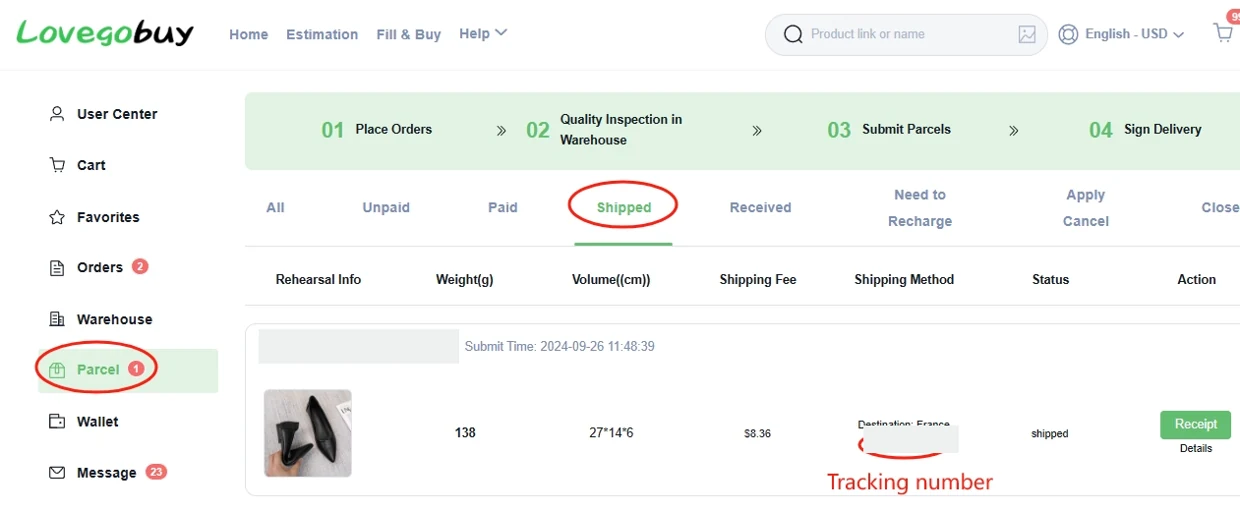 Lovegobuy
Home Estimation Fill & Buy Help
Product link or name
English - USD
99
User Center
Cart
Favorites
Orders 2
Warehouse
Parcel 1
Wallet
Message 23
01 Place Orders
02 Quality Inspection in
Warehouse
03 Submit Parcels
04 Sign Delivery
All Unpaid Paid Shipped Received Need to
Recharge
Apply
Cancel
Close
Rehearsal Info Weight(g) Volume((cm)) Shipping Fee Shipping Method Status Action
Submit Time: 2024-09-26 11:48:39
138 27*14*6 $8.36 Destination: France shipped Receipt
Details
Tracking number